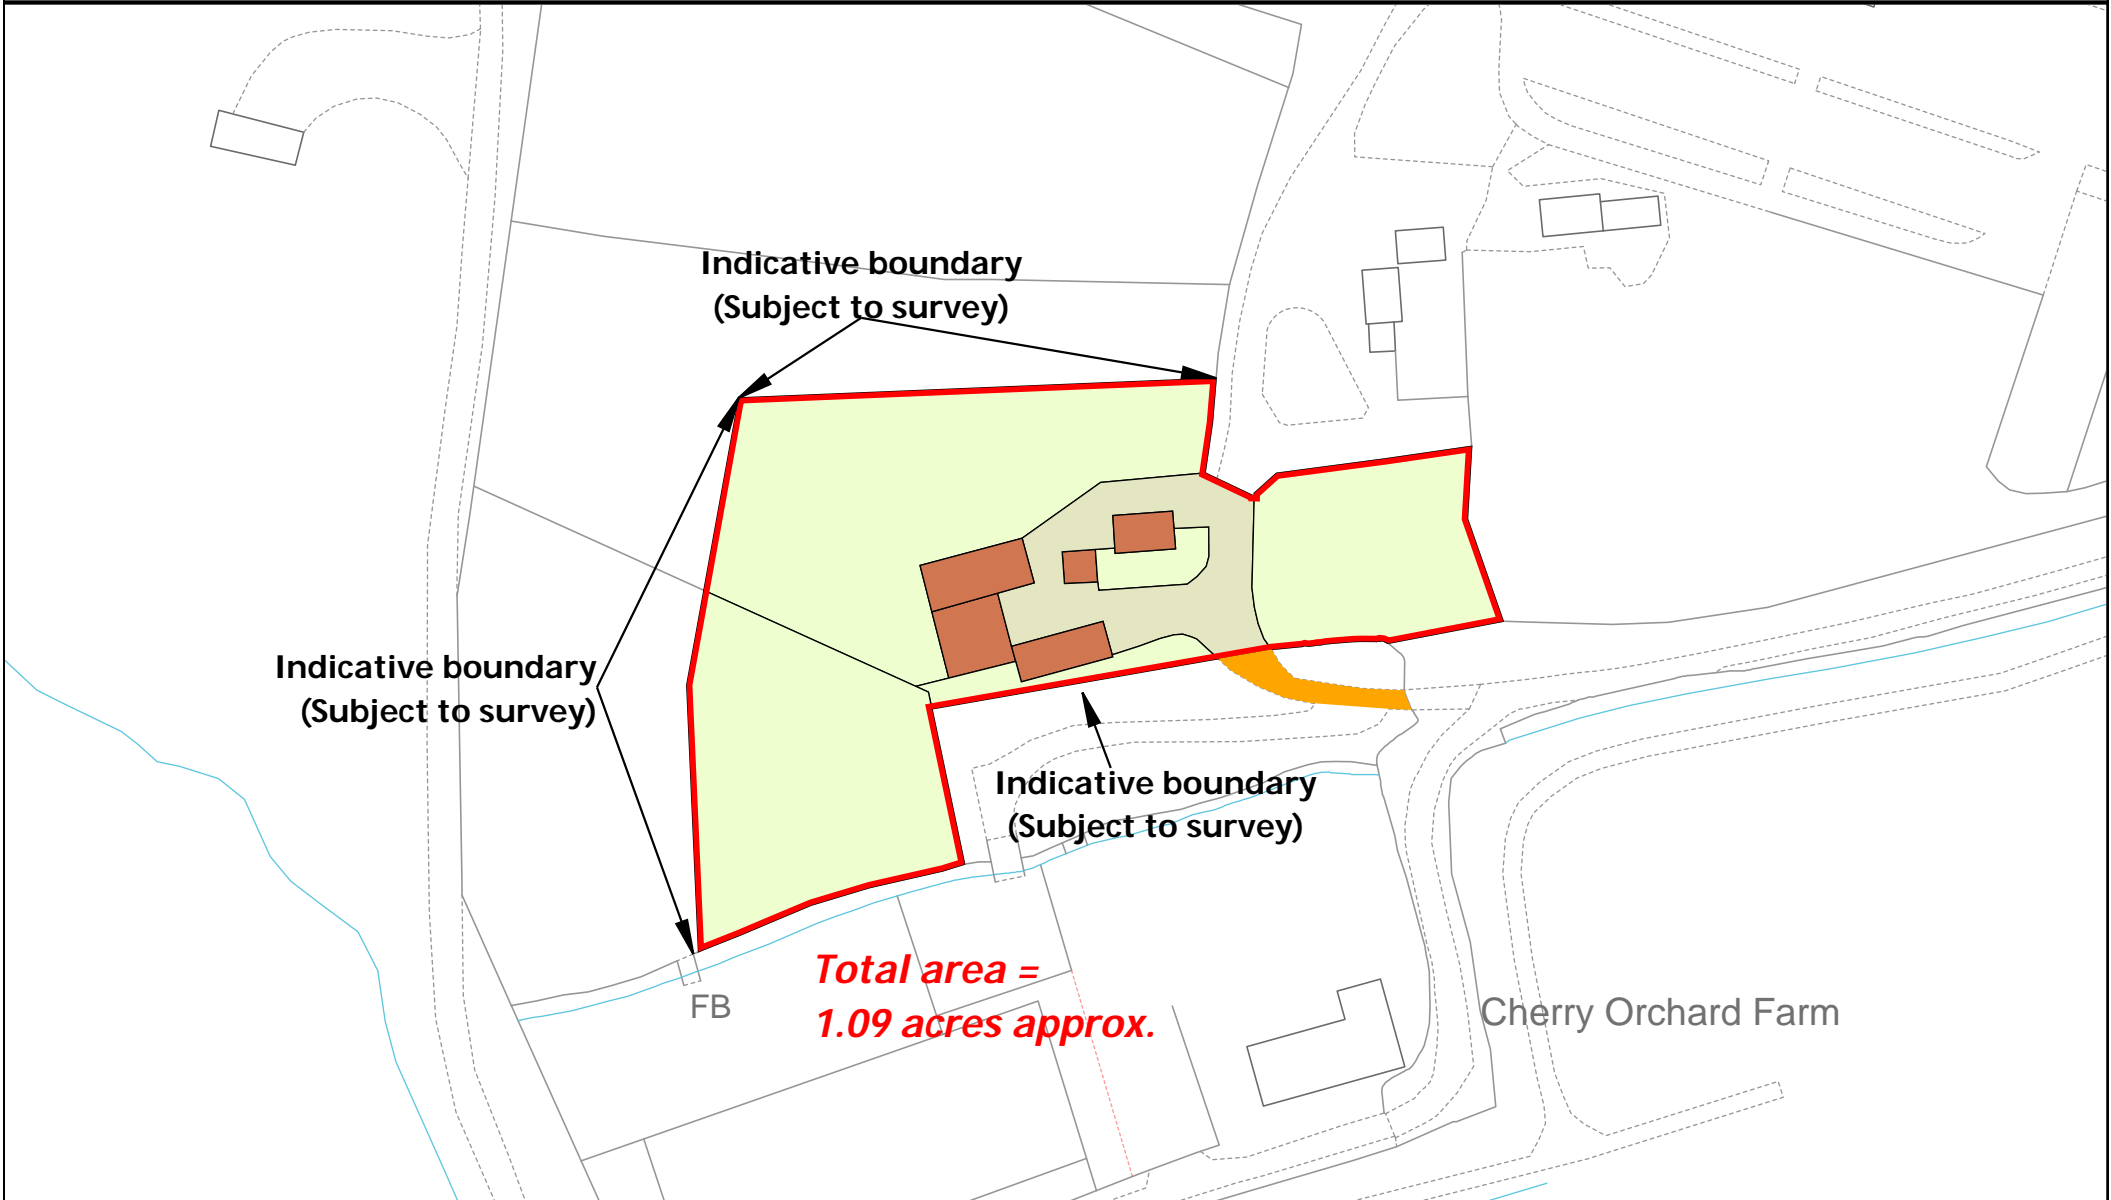 Indicative boundary
(Subject to survey)
Indicative boundary
(Subject to survey)
Indicative boundary
(Subject to survey)
Total area =
1.09 acres approx.
FB
Cherry Orchard Farm